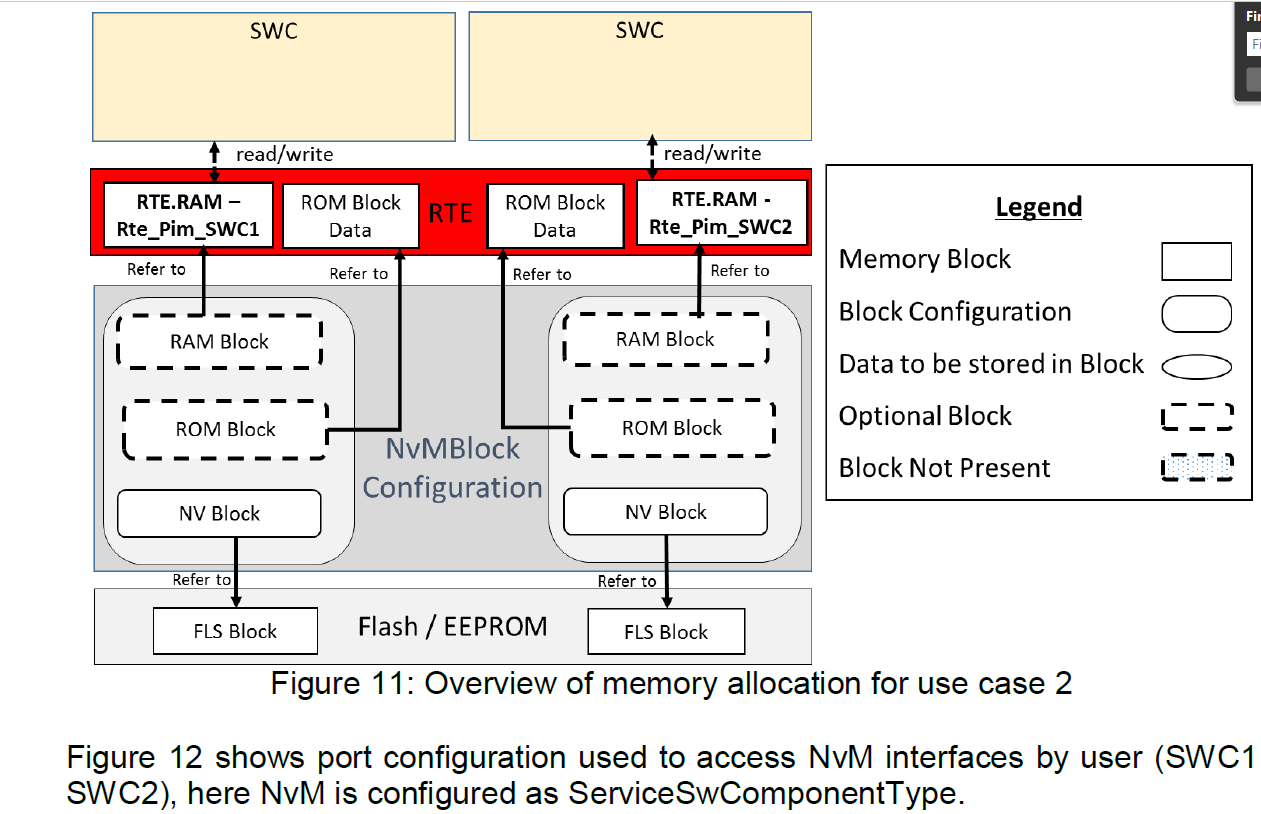 SWC
SWC
read/write
read/write
RTE.RAM –
Rte_Pim_SWC1
ROM Block
Data
RTE
ROM Block
Data
RTE.RAM -
Rte_Pim_SWC2
Refer to
Refer to
Refer to
Refer to
RAM Block
ROM Block
NV Block
NvMBlock
Configuration
RAM Block
ROM Block
NV Block
Refer to
Refer to
FLS Block
Flash / EEPROM
FLS Block
Legend
Memory Block
Block Configuration
Data to be stored in Block
Optional Block
Block Not Present
Figure 11: Overview of memory allocation for use case 2
Figure 12 shows port configuration used to access NvM interfaces by user (SWC1
SWC2), here NvM is configured as ServiceSwComponentType.